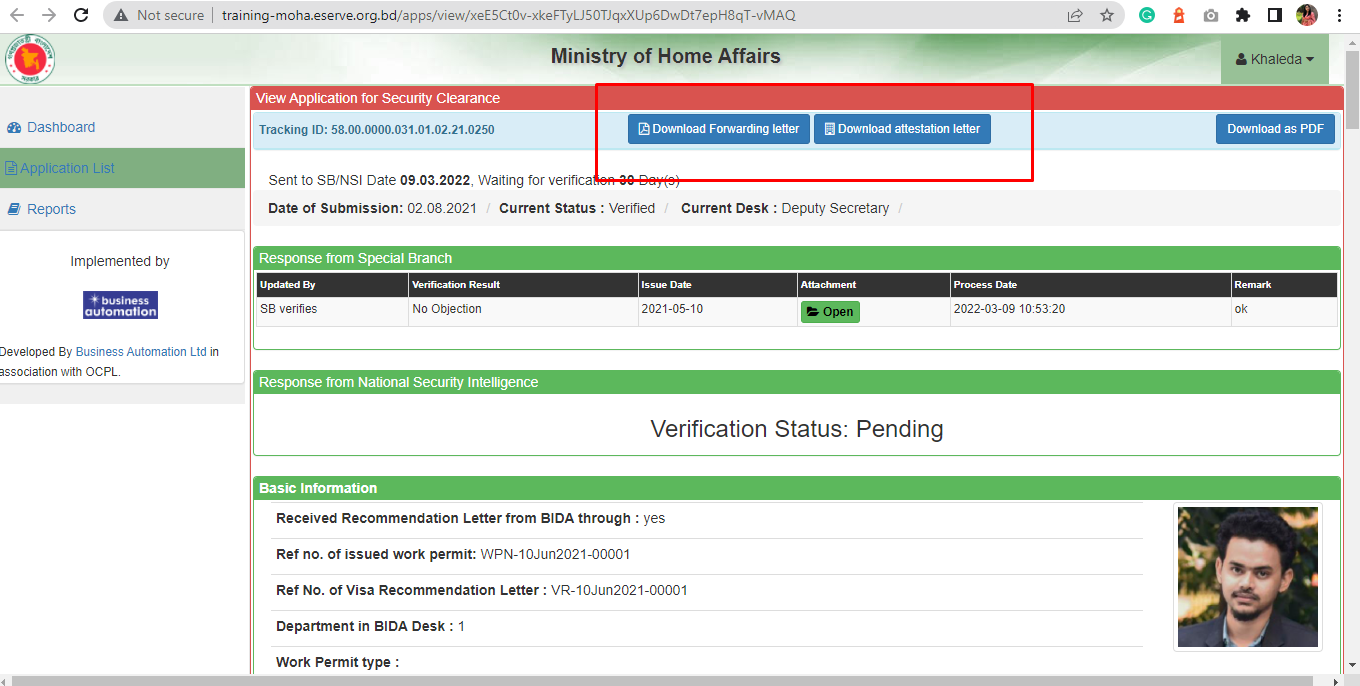 Not secure | training-moha.eserve.org.bd/apps/view/xeE5Ct0v-xkeFTyLJ50TJqxXUp6DwDt7epH8qT-vMAQ
Ministry of Home Affairs
Khaleda
View Application for Security Clearance
Dashboard
Application List
Reports
Implemented by
business
automation
Developed By Business Automation Ltd in
association with OCPL.
Tracking ID: 58.00.0000.031.01.02.21.0250
Download Forwarding letter
Download attestation letter
Download as PDF
Sent to SB/NSI Date 09.03.2022, Waiting for verification 30 Day(s)
Date of Submission: 02.08.2021 / Current Status : Verified / Current Desk : Deputy Secretary /
Response from Special Branch
Updated By Verification Result Issue Date Attachment Process Date Remark
SB verifies No Objection 2021-05-10 Open 2022-03-09 10:53:20 ok
Response from National Security Intelligence
Verification Status: Pending
Basic Information
Received Recommendation Letter from BIDA through : yes
Ref no. of issued work permit: WPN-10Jun2021-00001
Ref No. of Visa Recommendation Letter : VR-10Jun2021-00001
Department in BIDA Desk : 1
Work Permit type :